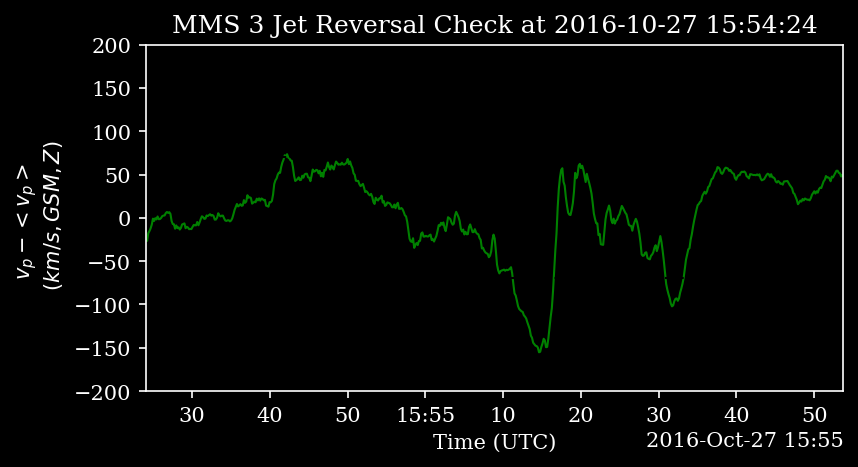 MMS 3 Jet Reversal Check at 2016-10-27 15:54:24
200
150
100
50
0
−50
−100
−150
−200
v_p − < v_p >
(km/s, GSM, Z)
30 40 50 15:55 10 20 30 40 50
Time (UTC)
2016-Oct-27 15:55